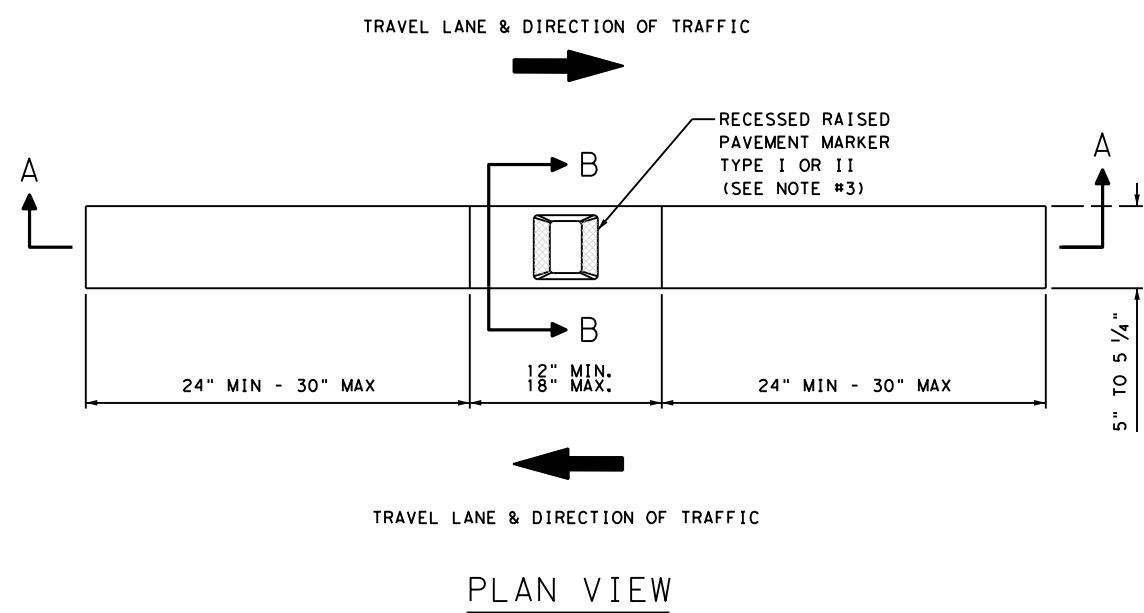 TRAVEL LANE & DIRECTION OF TRAFFIC
RECESSED RAISED
PAVEMENT MARKER
TYPE I OR II
(SEE NOTE #3)
A
B
A
B
24" MIN - 30" MAX
12" MIN.
18" MAX.
24" MIN - 30" MAX
5" TO 5 1/4"
TRAVEL LANE & DIRECTION OF TRAFFIC
PLAN VIEW